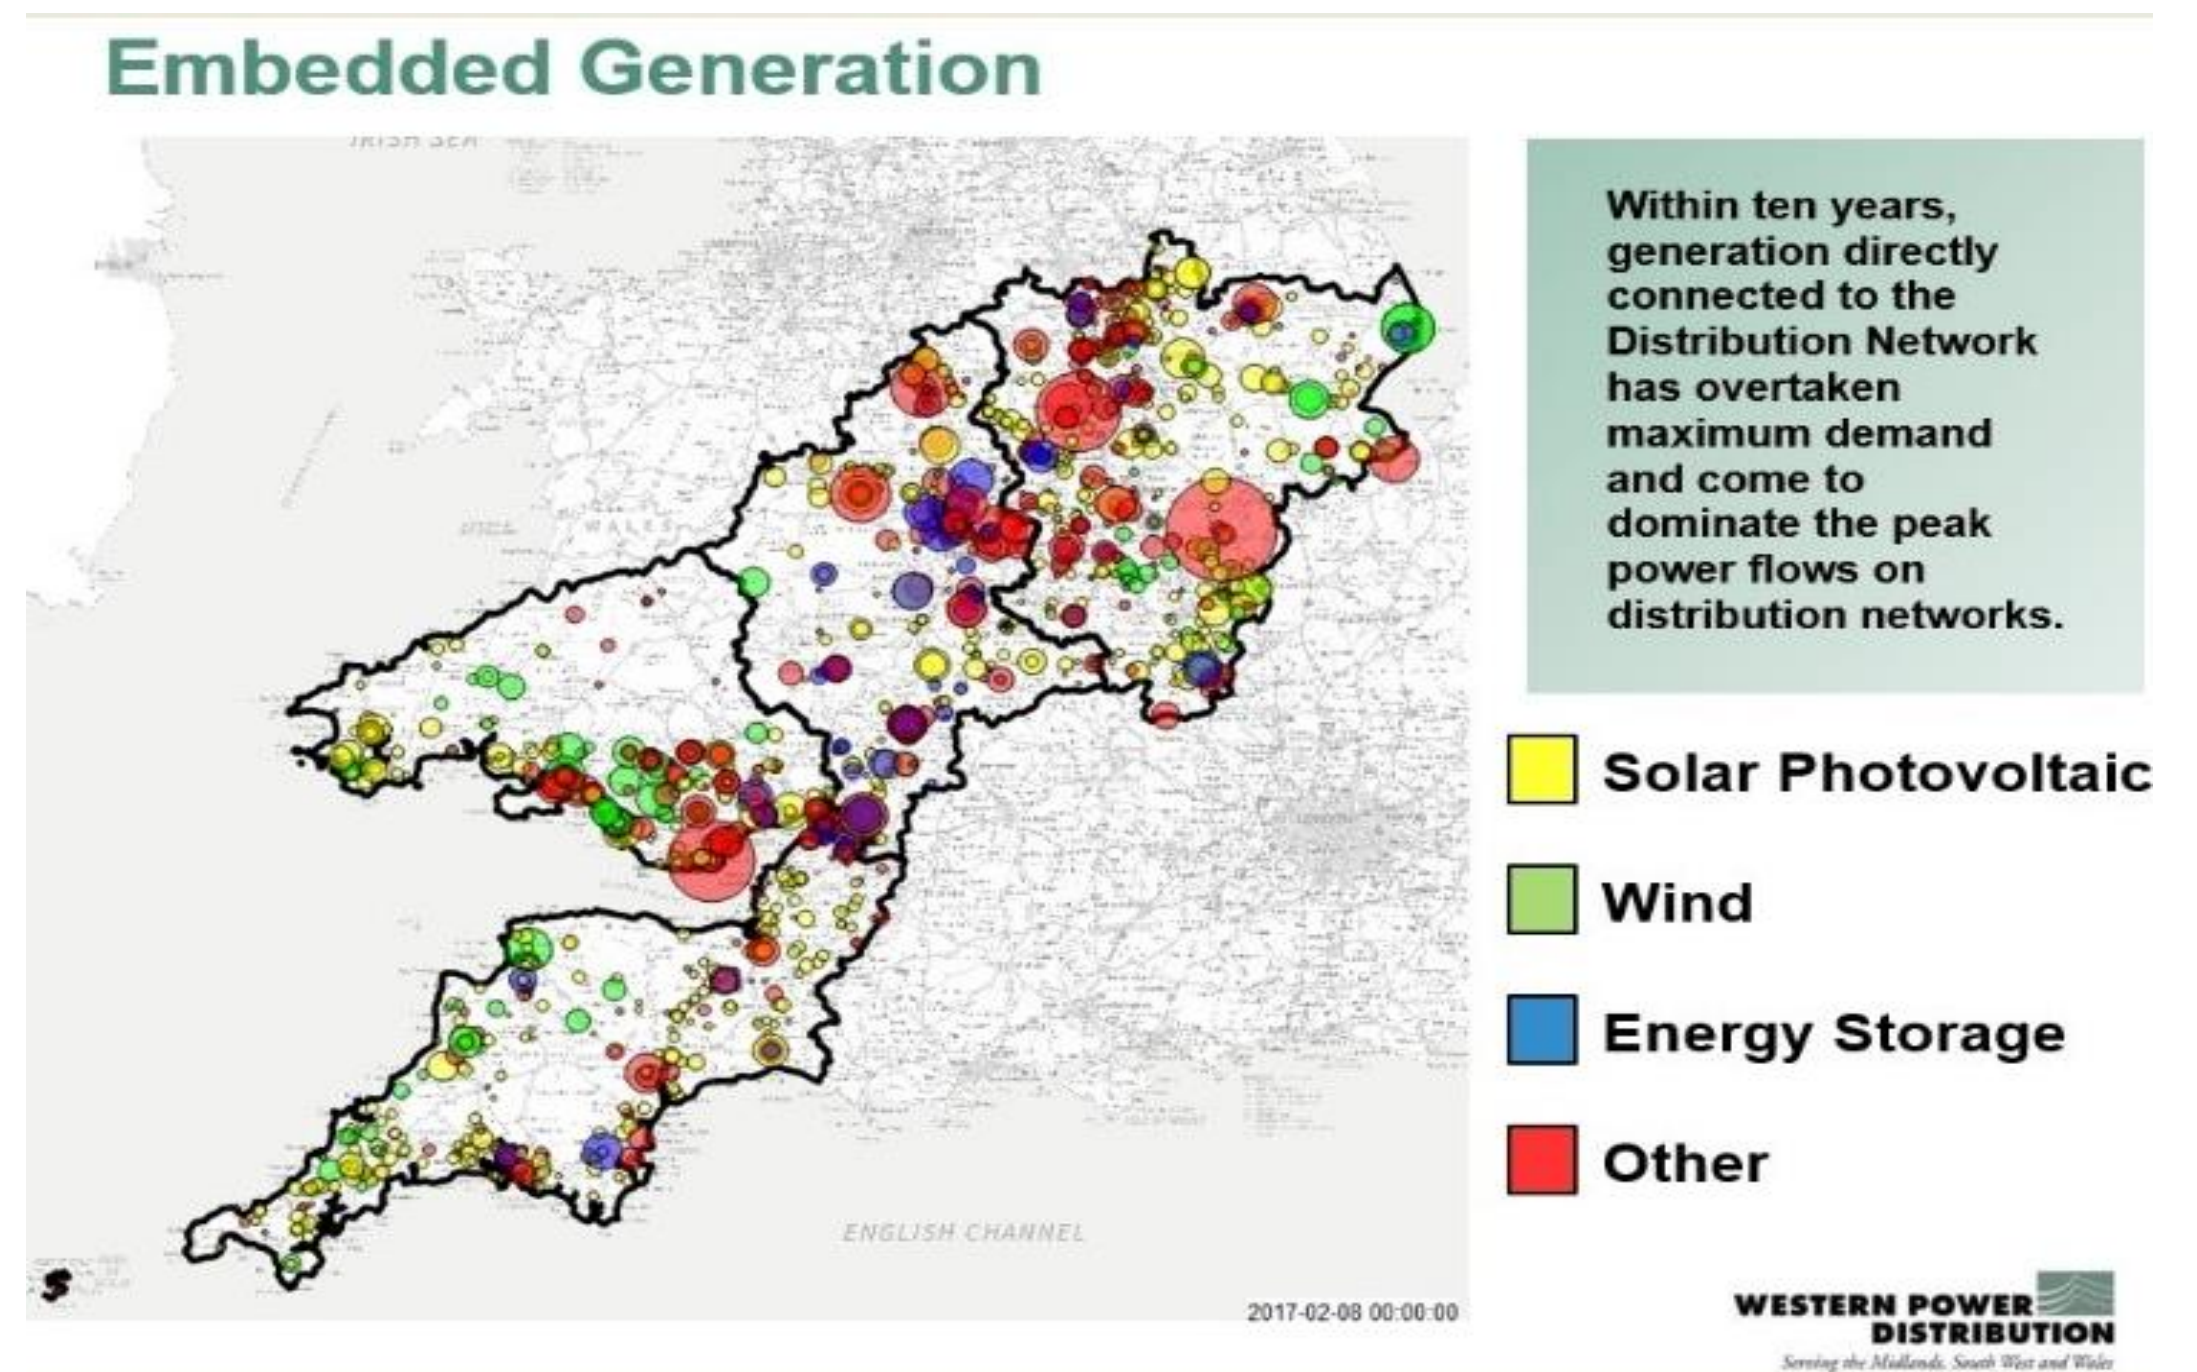 Embedded Generation
IRISH SEA
WALES
ENGLISH CHANNEL
2017-02-08 00:00:00
Within ten years,
generation directly
connected to the
Distribution Network
has overtaken
maximum demand
and come to
dominate the peak
power flows on
distribution networks.
Solar Photovoltaic
Wind
Energy Storage
Other
WESTERN POWER
DISTRIBUTION
Serving the Midlands, South West and Wales